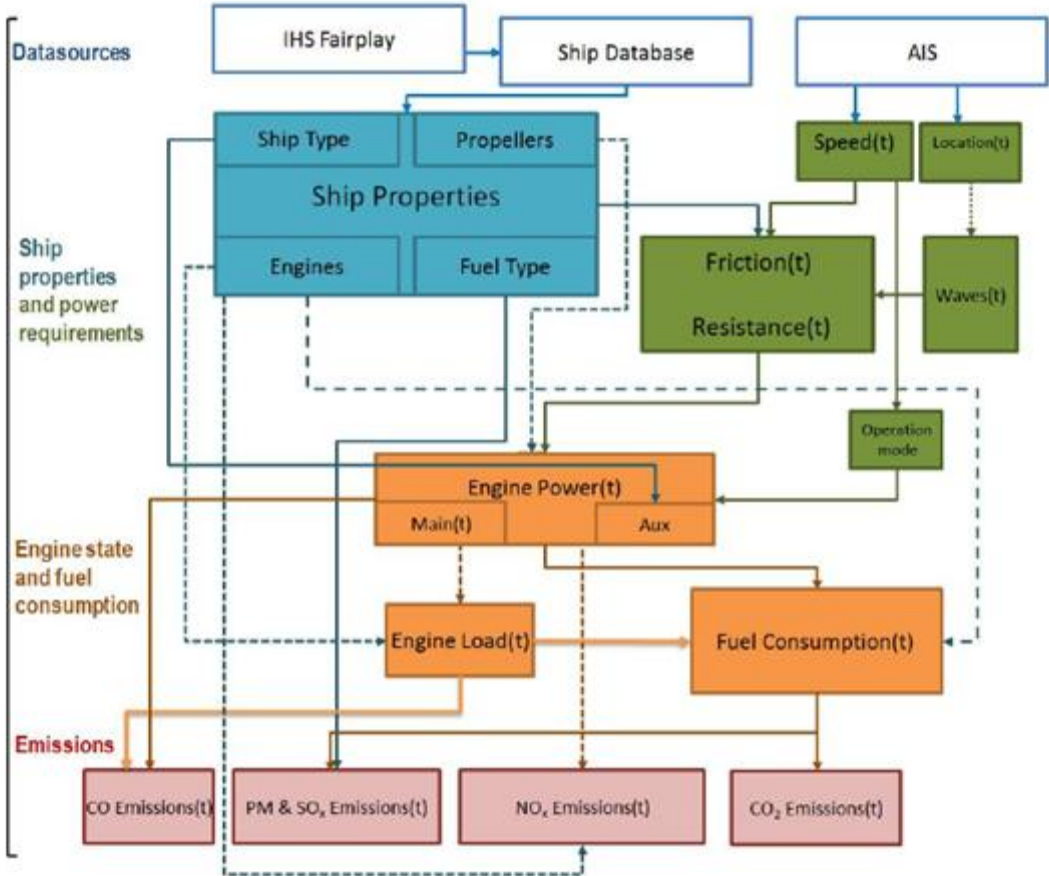 Datasources
IHS Fairplay
Ship Database
AIS
Ship Type
Propellers
Speed(t)
Location(t)
Ship Properties
Ship
properties
and power
requirements
Engines
Fuel Type
Friction(t)
Resistance(t)
Waves(t)
Operation
mode
Engine Power(t)
Main(t)
Aux
Engine state
and fuel
consumption
Engine Load(t)
Fuel Consumption(t)
Emissions
CO Emissions(t)
PM & SOₓ Emissions(t)
NOₓ Emissions(t)
CO₂ Emissions(t)